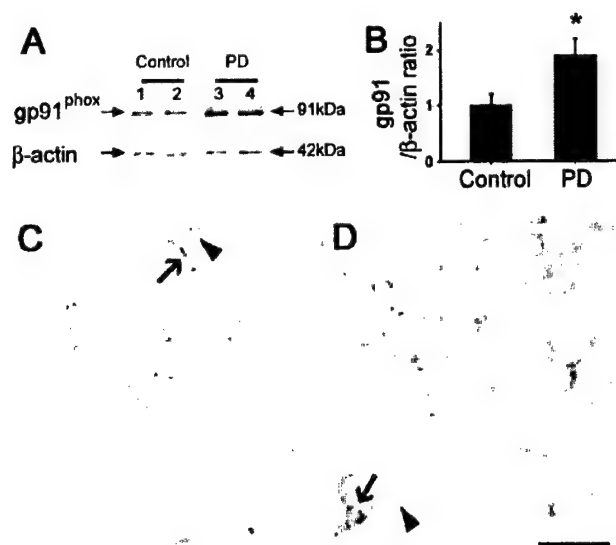 A
Control PD
1 2 3 4
gp91phox 91kDa
β-actin 42kDa
B
gp91
/β-actin ratio
2
1
0
*
Control PD
C
D